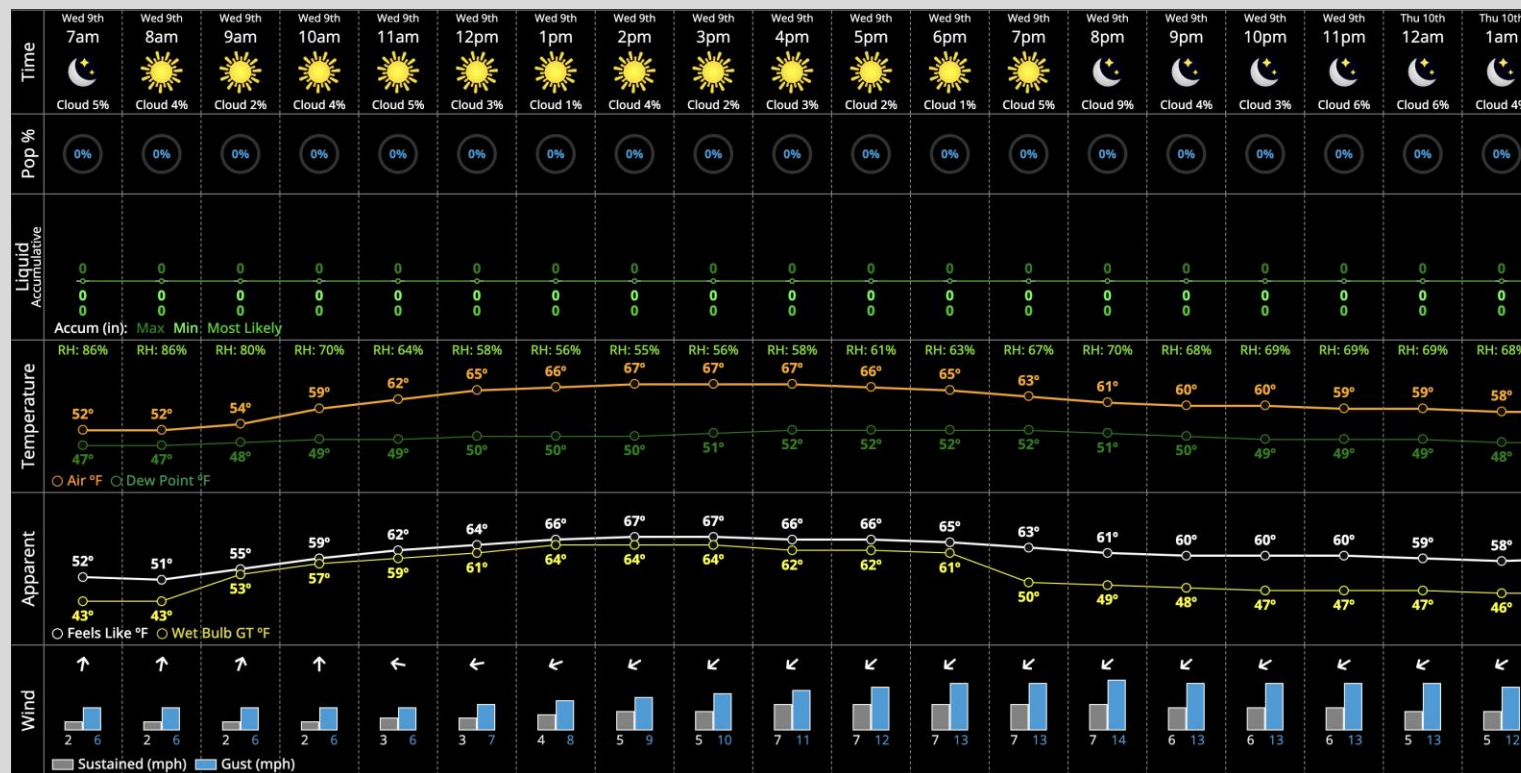 Wed 9th Wed 9th Wed 9th Wed 9th Wed 9th Wed 9th Wed 9th Wed 9th Wed 9th Wed 9th Wed 9th Wed 9th Wed 9th Wed 9th Wed 9th Wed 9th Wed 9th Thu 10th Thu 10th
Time
7am 8am 9am 10am 11am 12pm 1pm 2pm 3pm 4pm 5pm 6pm 7pm 8pm 9pm 10pm 11pm 12am 1am
Cloud 5% Cloud 4% Cloud 2% Cloud 4% Cloud 5% Cloud 3% Cloud 1% Cloud 4% Cloud 2% Cloud 3% Cloud 2% Cloud 1% Cloud 5% Cloud 9% Cloud 4% Cloud 3% Cloud 6% Cloud 6% Cloud 4%
Pop %
0% 0% 0% 0% 0% 0% 0% 0% 0% 0% 0% 0% 0% 0% 0% 0% 0% 0% 0%
Liquid
Accumulative
0 0 0 0 0 0 0 0 0 0 0 0 0 0 0 0 0 0 0
0 0 0 0 0 0 0 0 0 0 0 0 0 0 0 0 0 0 0
0 0 0 0 0 0 0 0 0 0 0 0 0 0 0 0 0 0 0
Accum (in): Max Min Most Likely
Temperature
RH: 86% RH: 86% RH: 80% RH: 70% RH: 64% RH: 58% RH: 56% RH: 55% RH: 56% RH: 58% RH: 61% RH: 63% RH: 67% RH: 70% RH: 68% RH: 69% RH: 69% RH: 69% RH: 68%
52° 52° 54° 59° 62° 65° 66° 67° 67° 67° 66° 65° 63° 61° 60° 60° 59° 59° 58°
47° 47° 48° 49° 49° 50° 50° 50° 51° 52° 52° 52° 52° 51° 50° 49° 49° 49° 48°
Air ºF Dew Point ºF
Apparent
52° 51° 55° 59° 62° 64° 66° 67° 67° 66° 66° 65° 63° 61° 60° 60° 60° 59° 58°
43° 43° 53° 57° 59° 61° 64° 64° 64° 62° 62° 61° 50° 49° 48° 47° 47° 47° 46°
Feels Like ºF Wet Bulb GT ºF
Wind
2 6 2 6 2 6 2 6 3 6 3 7 4 8 5 9 5 10 7 11 7 12 7 13 7 13 7 14 6 13 6 13 6 13 5 13 5 12
Sustained (mph) Gust (mph)